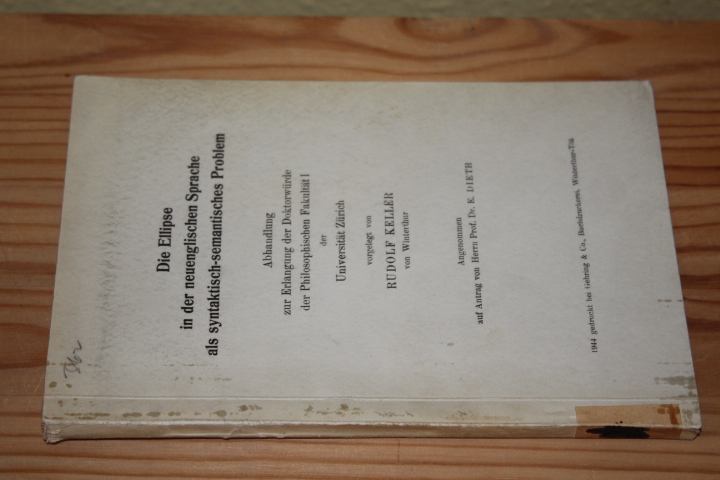 Die Ellipse
in der neuenglischen Sprache
als syntaktisch-semantisches Problem
Abhandlung
zur Erlangung der Doktorwürde
der Philosophischen Fakultät I
der
Universität Zürich
vorgelegt von
RUDOLF KELLER
von Winterthur
Angenommen
auf Antrag von Herrn Prof. Dr. E. DIETH
1944 gedruckt bei Gehring & Co., Buchdruckerei, Winterthur-Töß